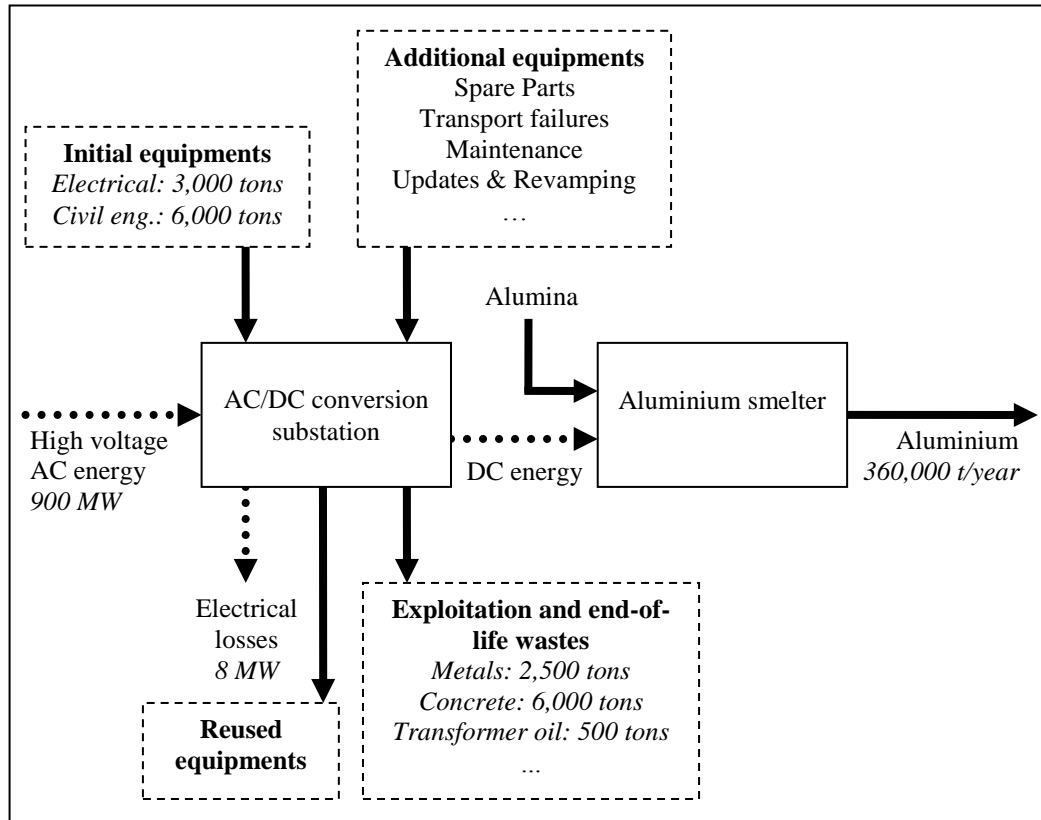 Additional equipments
Spare Parts
Transport failures
Maintenance
Updates & Revamping
…
Initial equipments
Electrical: 3,000 tons
Civil eng.: 6,000 tons
Alumina
AC/DC conversion
substation
Aluminium smelter
High voltage
AC energy
900 MW
DC energy
Aluminium
360,000 t/year
Electrical
losses
8 MW
Exploitation and end-of-
life wastes
Metals: 2,500 tons
Concrete: 6,000 tons
Transformer oil: 500 tons
...
Reused
equipments